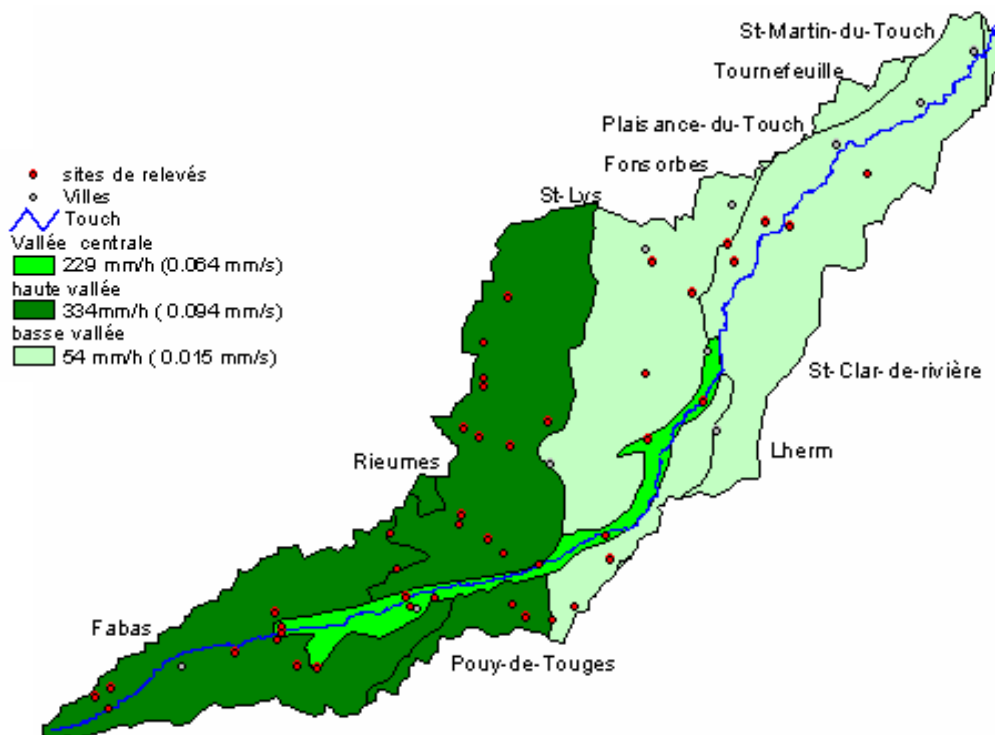 St-Martin-du-Touch
Tournefeuille
Plaisance-du-Touch
Fonsorbes
St-Lys
sites de relevés
Villes
Touch
Vallée centrale
229 mm/h (0.064 mm/s)
haute vallée
334mm/h ( 0.094 mm/s)
basse vallée
54 mm/h ( 0.015 mm/s)
St-Clar-de-rivière
Lherm
Rieumes
Fabas
Pouy-de-Touges